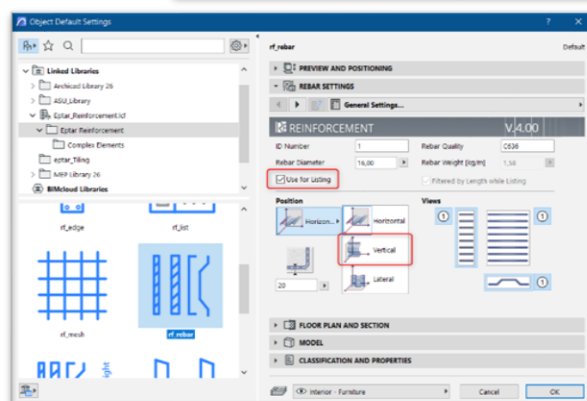 Object Default Settings
? X
rf_rebar
Default
Linked Libraries
Archicad Library 26
ASU_Library
Eptar_Reinforcement.lcf
Eptar Reinforcement
Complex Elements
eptar_Tiling
MEP Library 26
BIMcloud Libraries
rf_edge
rf_list
rf_mesh
rf_rebar
PREVIEW AND POSITIONING
REBAR SETTINGS
General Settings...
REINFORCEMENT V.4.00
ID Number 1 Rebar Quality C636
Rebar Diameter 16,00 Rebar Weight [kg/m] 1,58
Use for Listing Filtered by Length while Listing
Position Views
Horizon... Horizontal
Vertical
Lateral
20
1 1
1
FLOOR PLAN AND SECTION
MODEL
CLASSIFICATION AND PROPERTIES
Interior - Furniture
Cancel OK